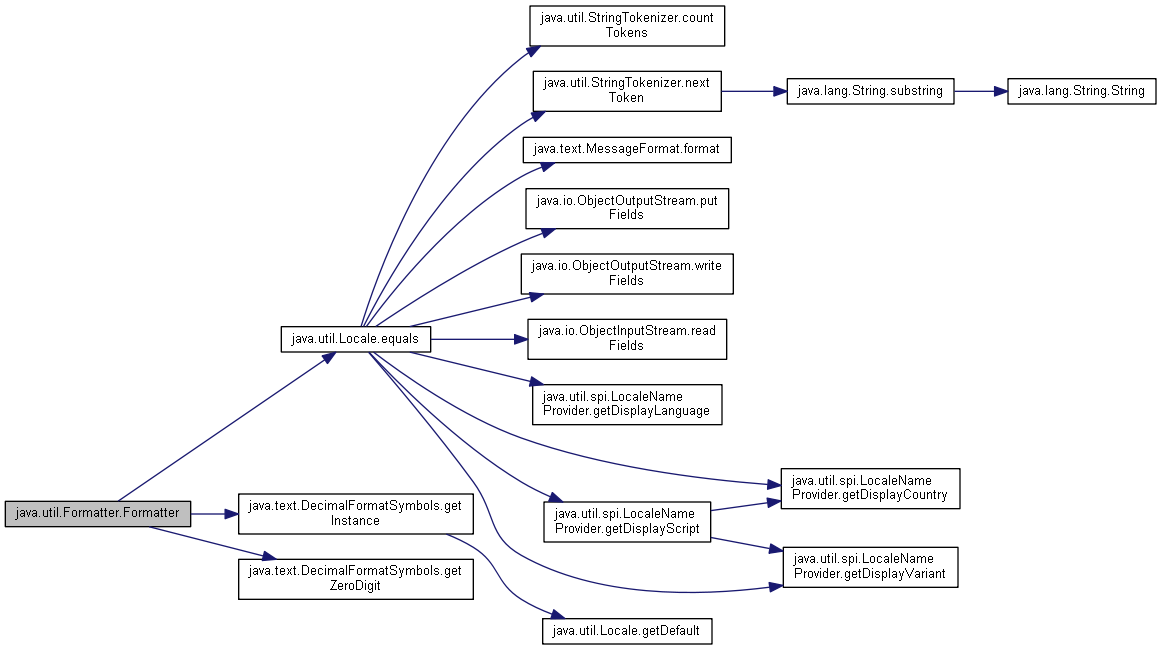 java.util.StringTokenizer.count
Tokens
java.util.StringTokenizer.next
Token
java.lang.String.substring
java.lang.String.String
java.text.MessageFormat.format
java.io.ObjectOutputStream.put
Fields
java.io.ObjectOutputStream.write
Fields
java.util.Locale.equals
java.io.ObjectInputStream.read
Fields
java.util.spi.LocaleName
Provider.getDisplayLanguage
java.util.spi.LocaleName
Provider.getDisplayCountry
java.util.Formatter.Formatter
java.text.DecimalFormatSymbols.get
Instance
java.util.spi.LocaleName
Provider.getDisplayScript
java.util.spi.LocaleName
Provider.getDisplayVariant
java.text.DecimalFormatSymbols.get
ZeroDigit
java.util.Locale.getDefault